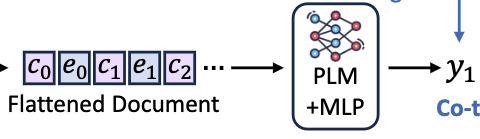 c₀ e₀ c₁ e₁ c₂ ...
Flattened Document
PLM
+MLP
y₁
Co-t